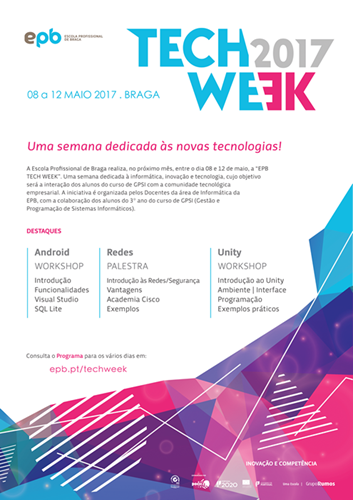 epb
ESCOLA PROFISSIONAL
DE BRAGA
TECH 2017
WEEK
08 a 12 MAIO 2017 . BRAGA
Uma semana dedicada às novas tecnologias!
A Escola Profissional de Braga realiza, no próximo mês, entre o dia 08 e 12 de maio, a "EPB
TECH WEEK". Uma semana dedicada à informática, inovação e tecnologia, cujo objetivo
será a interação dos alunos do curso de GPSI com a comunidade tecnológica
empresarial. A iniciativa é organizada pelos Docentes da área de Informática da
EPB, com a colaboração dos alunos do 3º ano do curso de GPSI (Gestão e
Programação de Sistemas Informáticos).
DESTAQUES
Android
WORKSHOP
Introdução
Funcionalidades
Visual Studio
SQL Lite
Redes
PALESTRA
Introdução às Redes/Segurança
Vantagens
Academia Cisco
Exemplos
Unity
WORKSHOP
Introdução ao Unity
Ambiente | Interface
Programação
Exemplos práticos
Consulta o Programa para os vários dias em:
epb.pt/techweek
INOVAÇÃO E COMPETÊNCIA
GrupoRumos